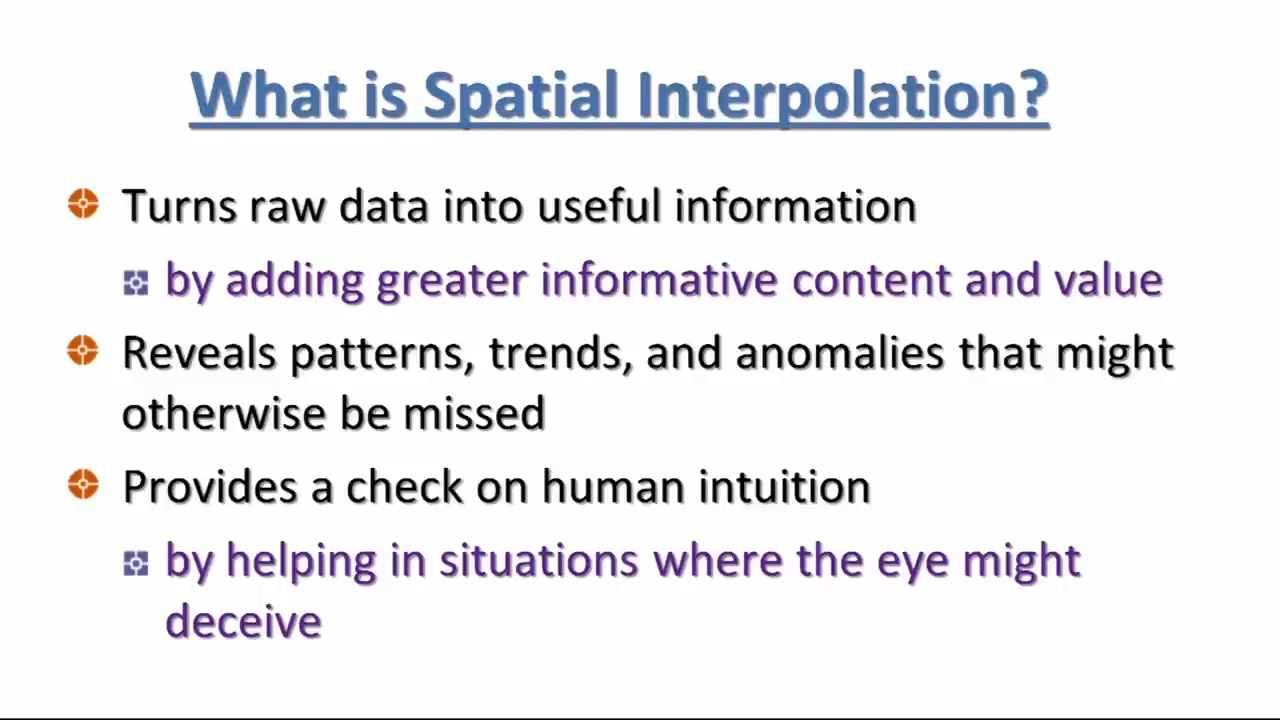 What is Spatial Interpolation?
Turns raw data into useful information
by adding greater informative content and value
Reveals patterns, trends, and anomalies that might
otherwise be missed
Provides a check on human intuition
by helping in situations where the eye might
deceive